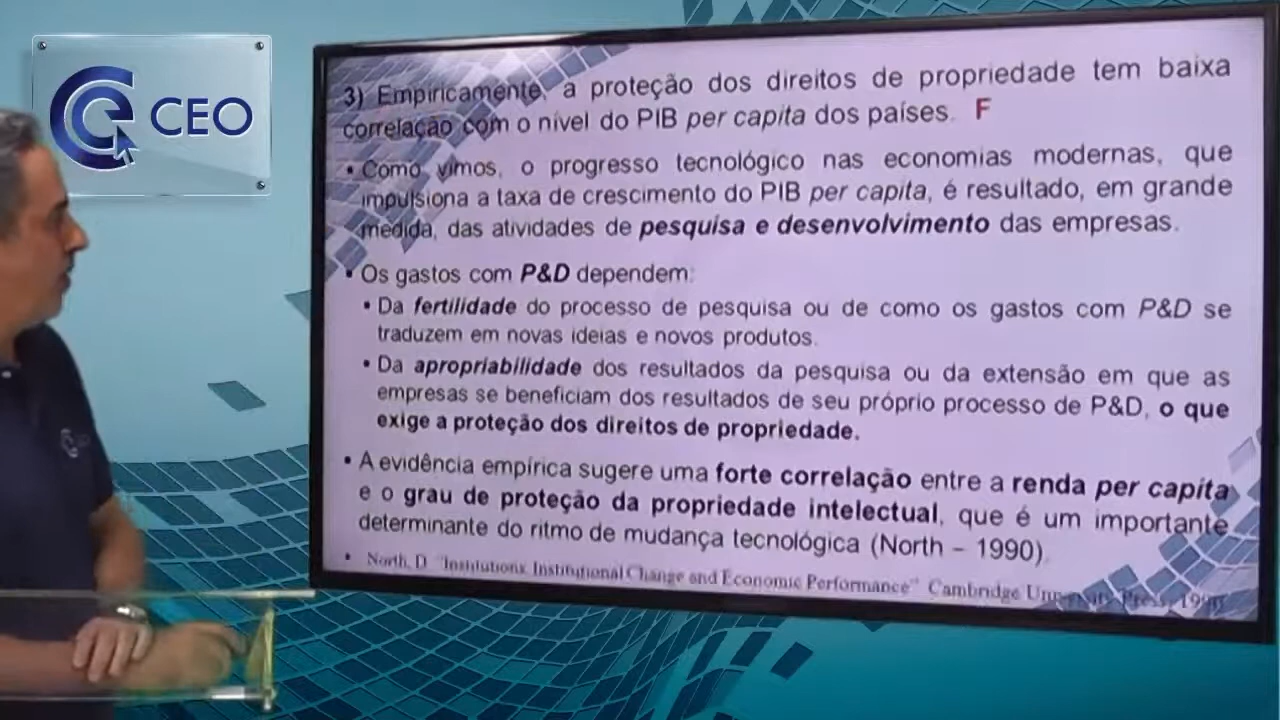 CEO
3) Empiricamente, a proteção dos direitos de propriedade tem baixa
correlação com o nível do PIB per capita dos países. F
• Como vimos, o progresso tecnológico nas economias modernas, que
impulsiona a taxa de crescimento do PIB per capita, é resultado, em grande
medida, das atividades de pesquisa e desenvolvimento das empresas.
• Os gastos com P&D dependem:
• Da fertilidade do processo de pesquisa ou de como os gastos com P&D se
traduzem em novas ideias e novos produtos.
• Da apropriabilidade dos resultados da pesquisa ou da extensão em que as
empresas se beneficiam dos resultados de seu próprio processo de P&D, o que
exige a proteção dos direitos de propriedade.
• A evidência empírica sugere uma forte correlação entre a renda per capita
e o grau de proteção da propriedade intelectual, que é um importante
determinante do ritmo de mudança tecnológica (North – 1990).
• North, D. "Institutions, Institutional Change and Economic Performance" Cambridge University Press, 1990